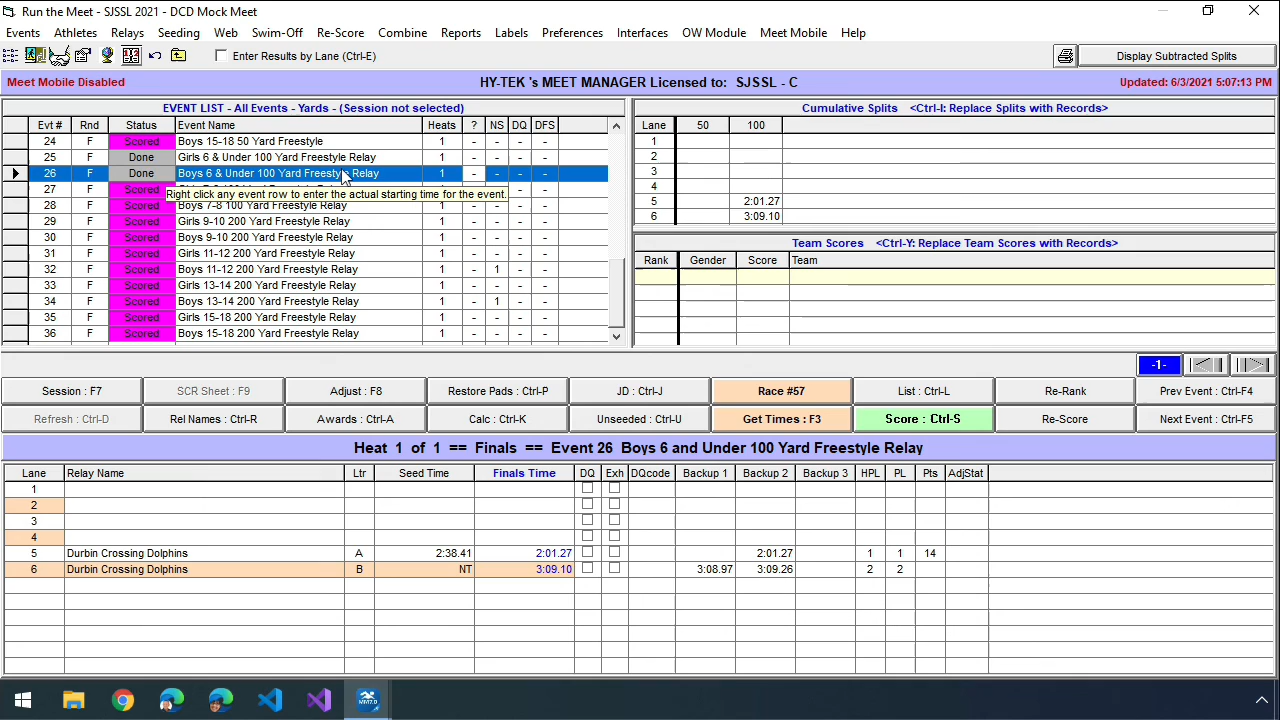 Run the Meet - SJSSL 2021 - DCD Mock Meet
Events Athletes Relays Seeding Web Swim-Off Re-Score Combine Reports Labels Preferences Interfaces OW Module Meet Mobile Help
Enter Results by Lane (Ctrl-E) Display Subtracted Splits
Meet Mobile Disabled HY-TEK 's MEET MANAGER Licensed to: SJSSL - C Updated: 6/3/2021 5:07:13 PM
EVENT LIST - All Events - Yards - (Session not selected)
Evt # Rnd Status Event Name Heats ? NS DQ DFS
24 F Scored Boys 15-18 50 Yard Freestyle 1 - - - -
25 F Done Girls 6 & Under 100 Yard Freestyle Relay 1 - - - -
26 F Done Boys 6 & Under 100 Yard Freestyle Relay 1 - - - -
27 F Scored
Right click any event row to enter the actual starting time for the event. - -
28 F Scored Boys 7-8 100 Yard Freestyle Relay 1 - - - -
29 F Scored Girls 9-10 200 Yard Freestyle Relay 1 - - - -
30 F Scored Boys 9-10 200 Yard Freestyle Relay 1 - - - -
31 F Scored Girls 11-12 200 Yard Freestyle Relay 1 - - - -
32 F Scored Boys 11-12 200 Yard Freestyle Relay 1 - 1 - -
33 F Scored Girls 13-14 200 Yard Freestyle Relay 1 - - - -
34 F Scored Boys 13-14 200 Yard Freestyle Relay 1 - 1 - -
35 F Scored Girls 15-18 200 Yard Freestyle Relay 1 - - - -
36 F Scored Boys 15-18 200 Yard Freestyle Relay 1 - - - -
Cumulative Splits <Ctrl-I: Replace Splits with Records>
Lane 50 100
1
2
3
4
5 2:01.27
6 3:09.10
Team Scores <Ctrl-Y: Replace Team Scores with Records>
Rank Gender Score Team
-1-
Session : F7 SCR Sheet : F9 Adjust : F8 Restore Pads : Ctrl-P JD : Ctrl-J Race #57 List : Ctrl-L Re-Rank Prev Event : Ctrl-F4
Refresh : Ctrl-D Rel Names : Ctrl-R Awards : Ctrl-A Calc : Ctrl-K Unseeded : Ctrl-U Get Times : F3 Score : Ctrl-S Re-Score Next Event : Ctrl-F5
Heat 1 of 1 == Finals == Event 26 Boys 6 and Under 100 Yard Freestyle Relay
Lane Relay Name Ltr Seed Time Finals Time DQ Exh DQcode Backup 1 Backup 2 Backup 3 HPL PL Pts AdjStat
1
2
3
4
5 Durbin Crossing Dolphins A 2:38.41 2:01.27 2:01.27 1 1 14
6 Durbin Crossing Dolphins B NT 3:09.10 3:08.97 3:09.26 2 2
MM7.0